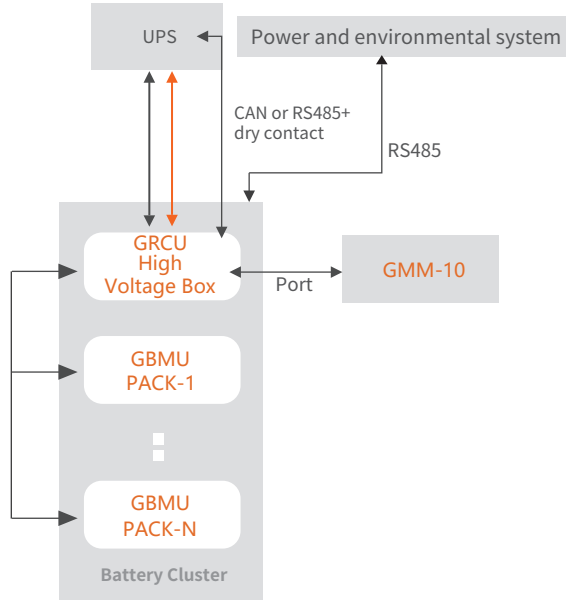 UPS
Power and environmental system
CAN or RS485+
dry contact
RS485
GRCU
High
Voltage Box
Port
GMM-10
GBMU
PACK-1
GBMU
PACK-N
Battery Cluster